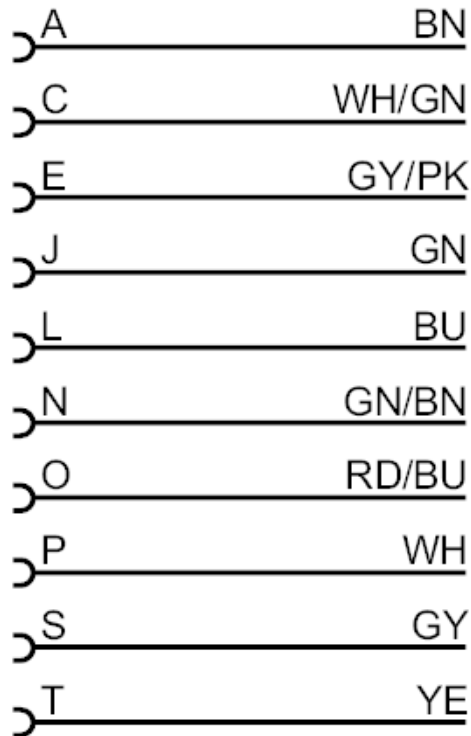 A BN
C WH/GN
E GY/PK
J GN
L BU
N GN/BN
O RD/BU
P WH
S GY
T YE